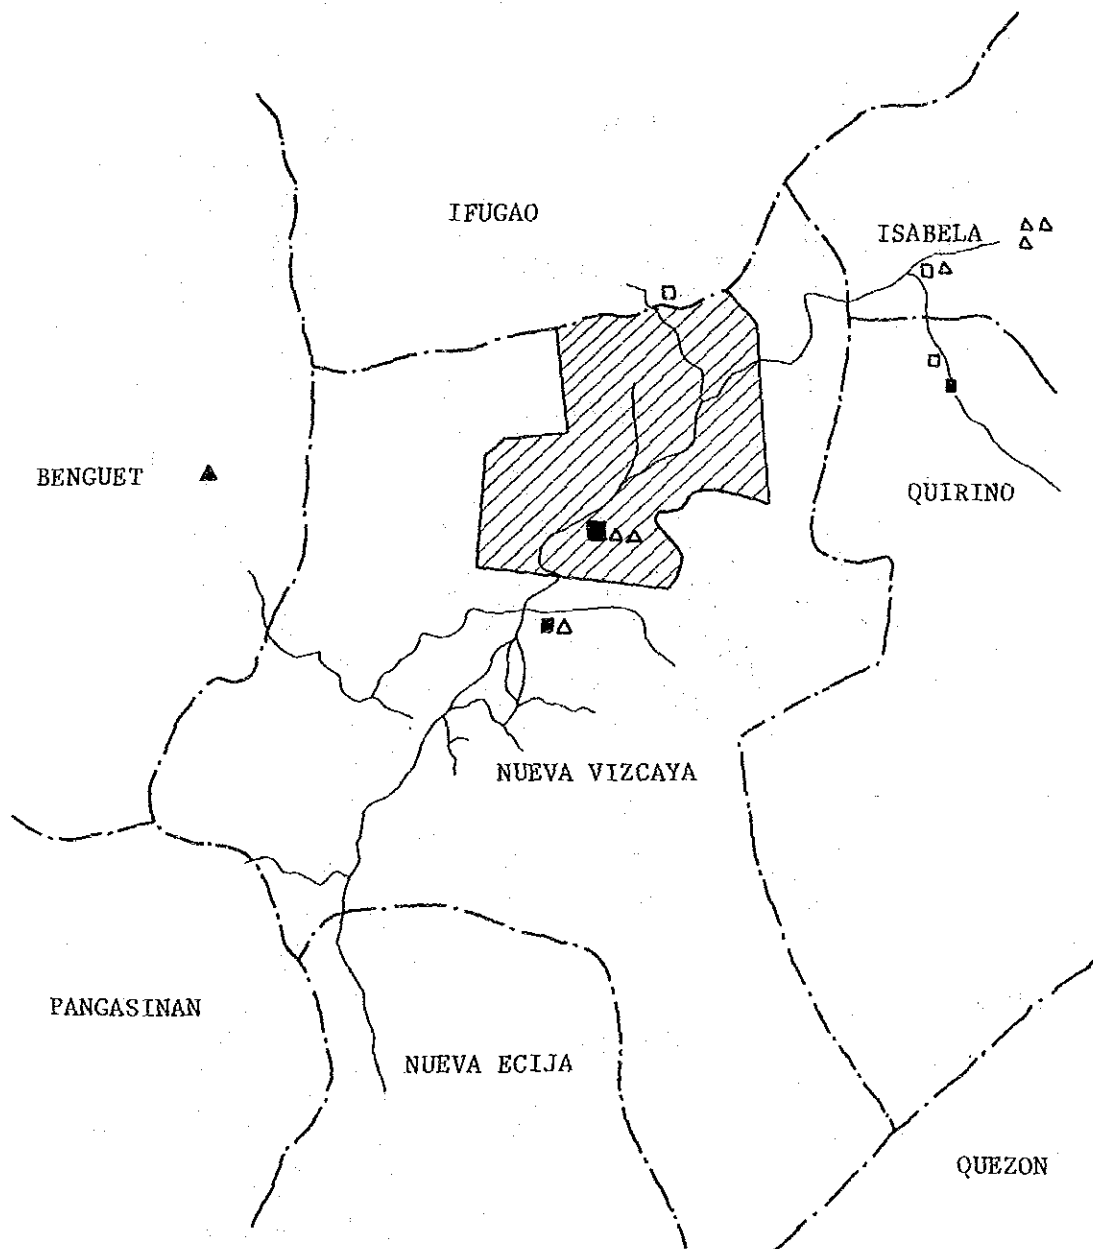 IFUGAO
ISABELA
BENGUET
QUIRINO
NUEVA VIZCAYA
PANGASINAN
NUEVA ECIJA
QUEZON